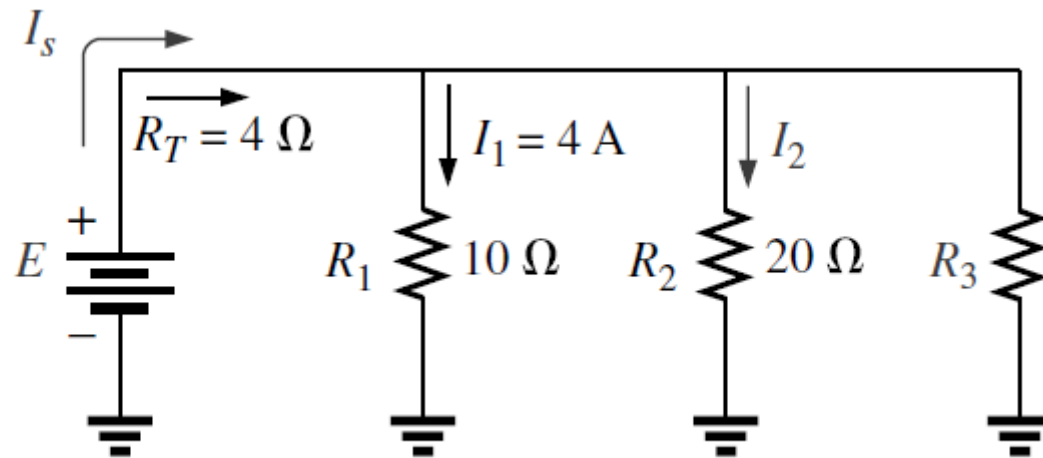 I_s
R_T = 4 Ω
I_1 = 4 A
I_2
+
E
R_1
10 Ω
R_2
20 Ω
R_3
−